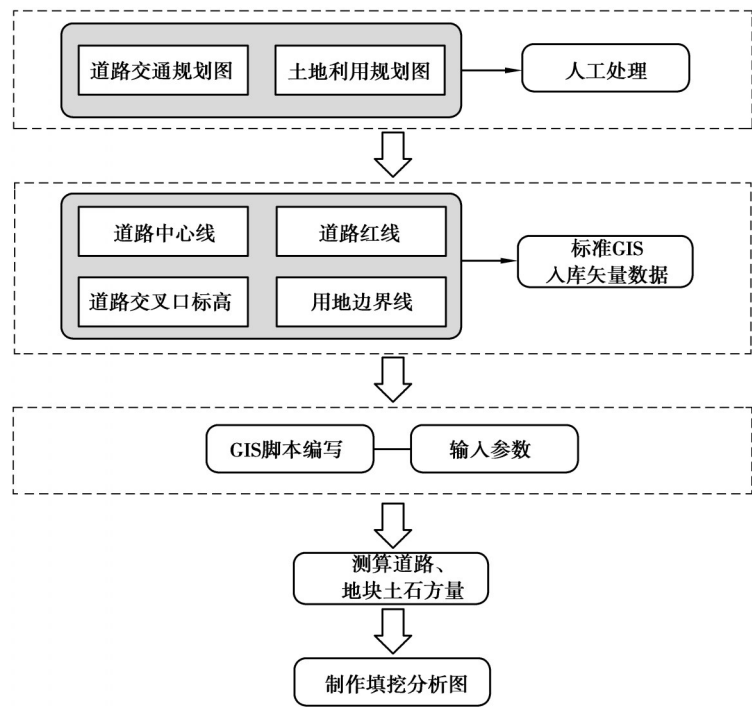 道路交通规划图
土地利用规划图
人工处理
道路中心线
道路红线
道路交叉口标高
用地边界线
标准GIS
入库矢量数据
GIS脚本编写
输入参数
测算道路、
地块土石方量
制作填挖分析图